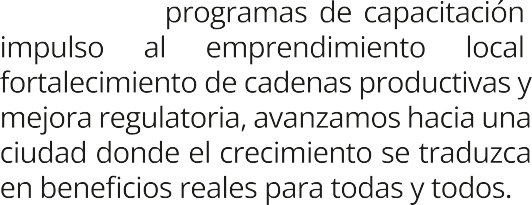 programas de capacitación
impulso al emprendimiento local
fortalecimiento de cadenas productivas y
mejora regulatoria, avanzamos hacia una
ciudad donde el crecimiento se traduzca
en beneficios reales para todas y todos.